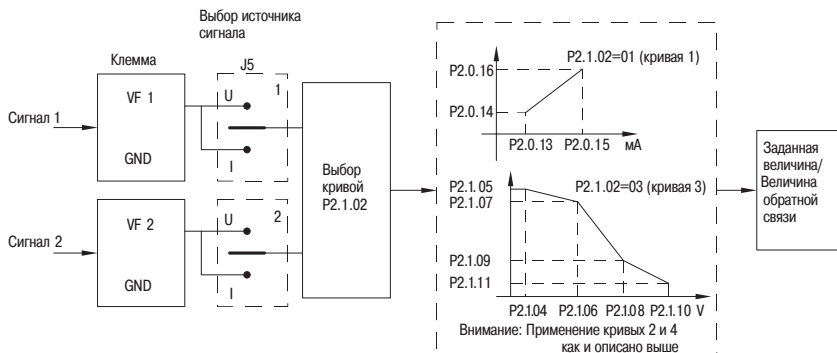 Выбор источника
сигнала
Клемма
J5
Сигнал 1
VF 1
GND
U
1
I
Сигнал 2
VF 2
GND
U
2
I
Выбор
кривой
P2.1.02
P2.1.02=01 (кривая 1)
P2.0.16
P2.0.14
P2.0.13
P2.0.15
мА
P2.1.02=03 (кривая 3)
P2.1.05
P2.1.07
P2.1.09
P2.1.11
P2.1.04 P2.1.06 P2.1.08 P2.1.10 V
Внимание: Применение кривых 2 и 4
как и описано выше
Заданная
величина/
Величина
обратной
связи